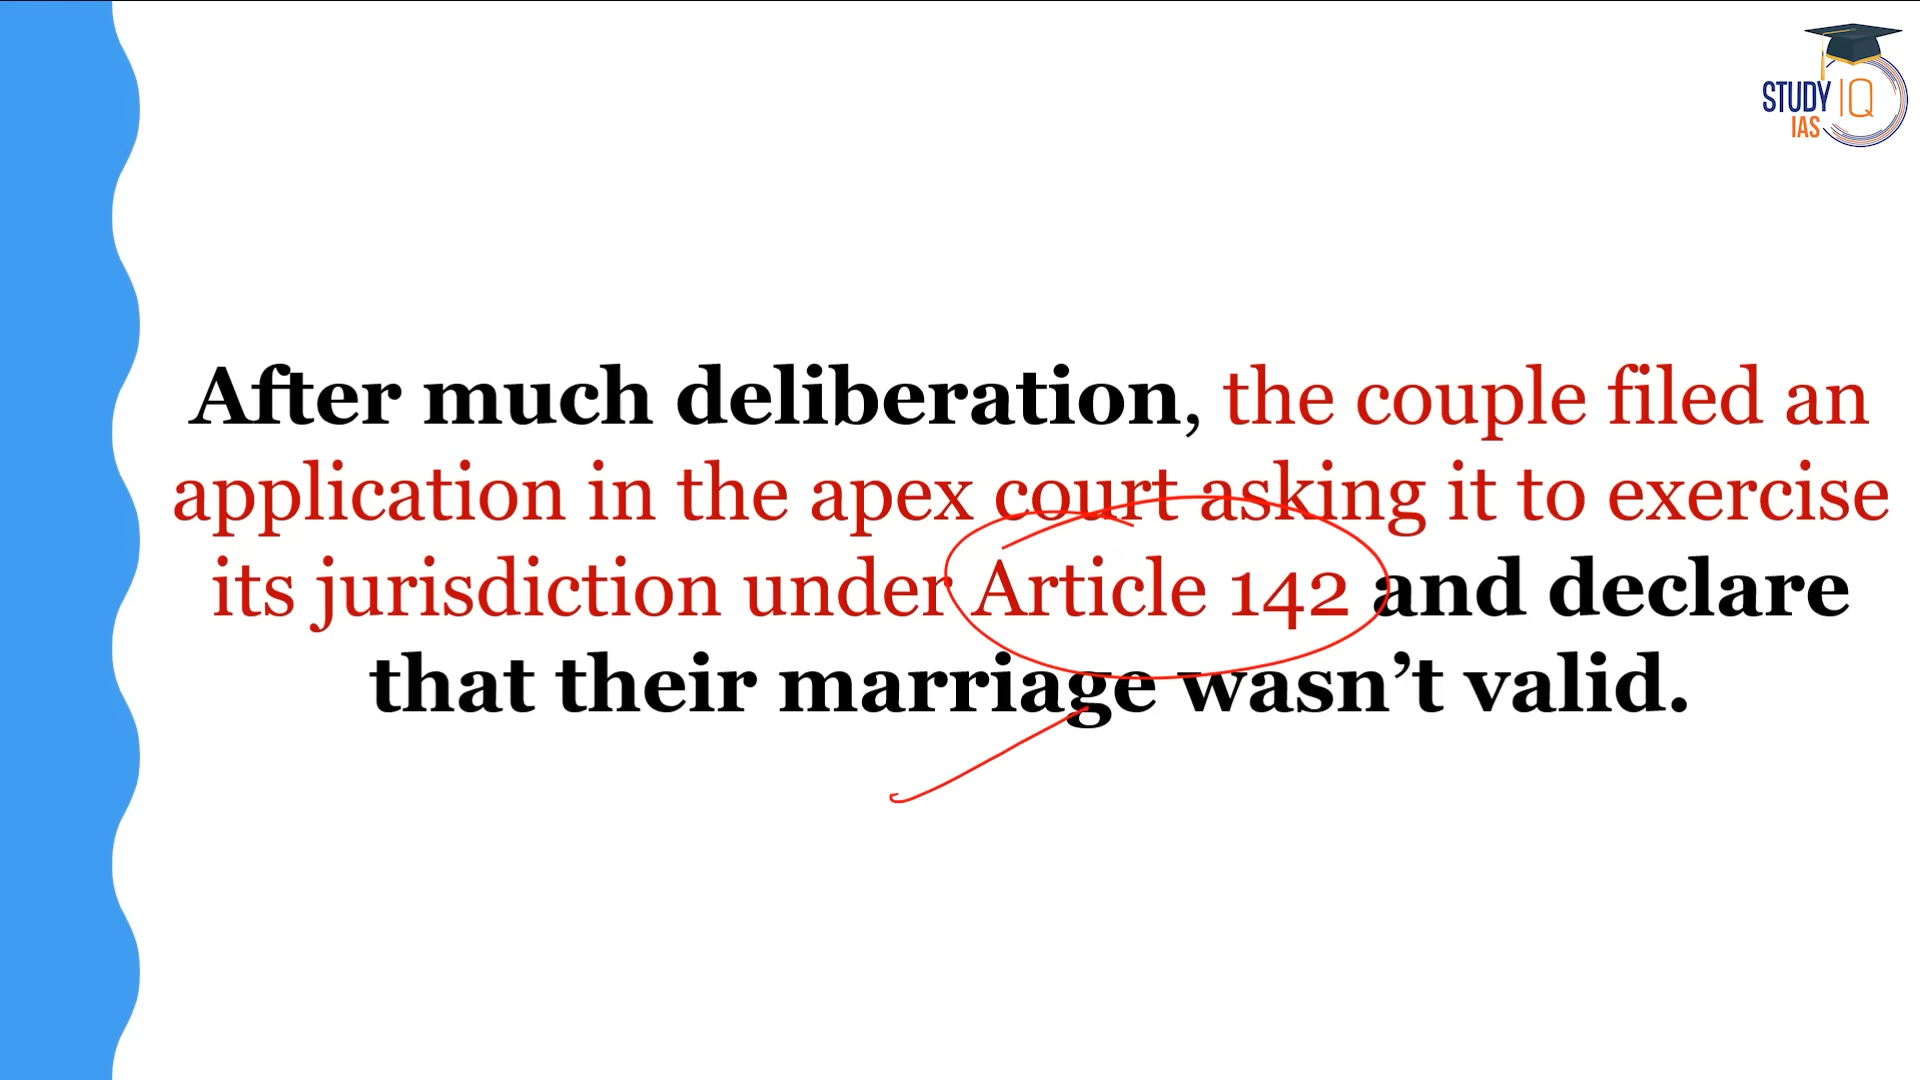 STUDY IQ
IAS
After much deliberation, the couple filed an
application in the apex court asking it to exercise
its jurisdiction under Article 142 and declare
that their marriage wasn’t valid.